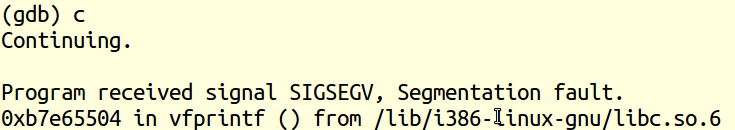 (gdb) c
Continuing.
Program received signal SIGSEGV, Segmentation fault.
0xb7e65504 in vfprintf () from /lib/i386-linux-gnu/libc.so.6